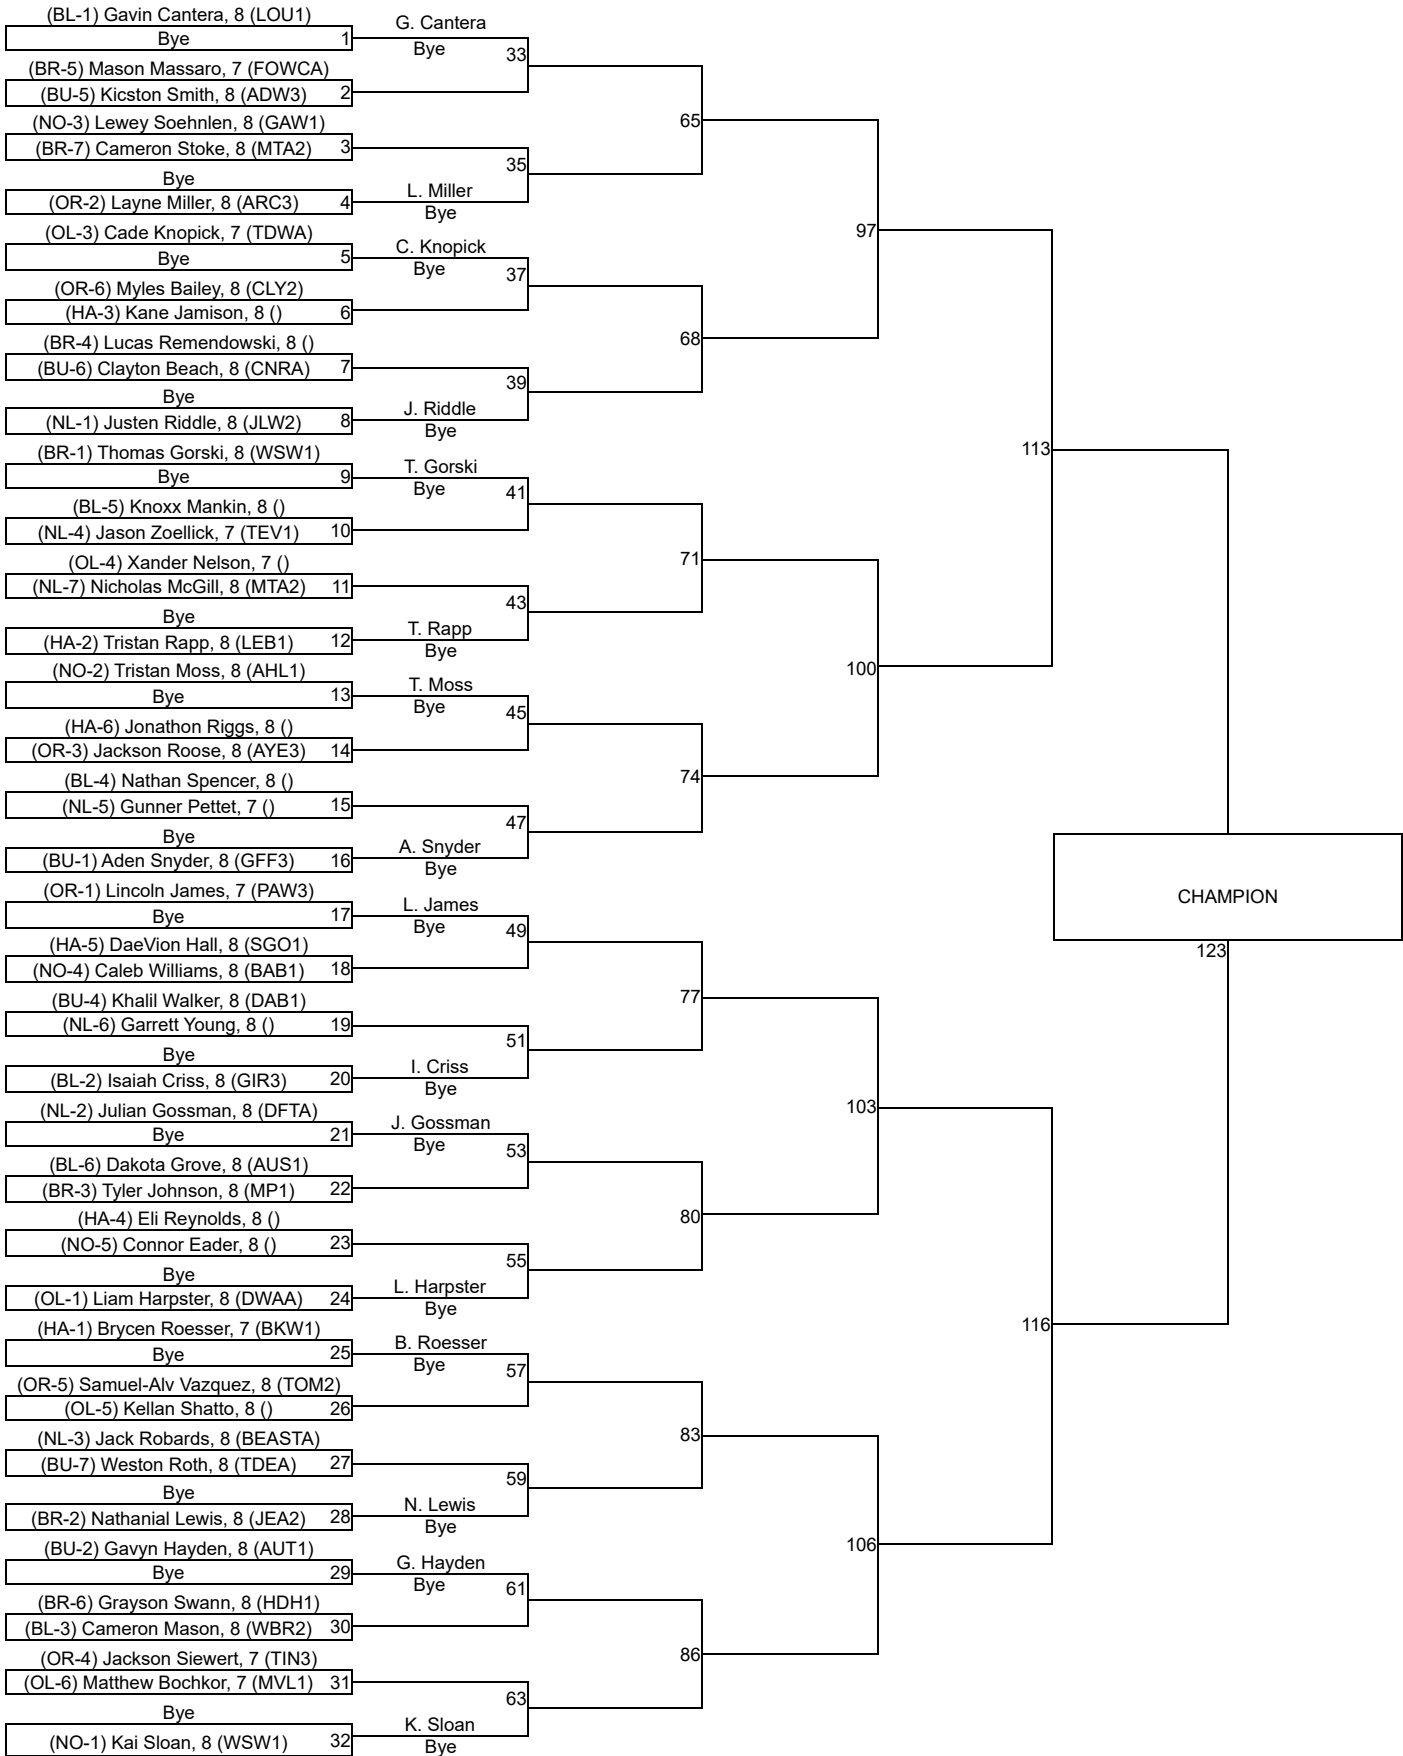 (BL-1) Gavin Cantera, 8 (LOU1)
Bye 1
(BR-5) Mason Massaro, 7 (FOWCA)
(BU-5) Kicston Smith, 8 (ADW3) 2
(NO-3) Lewey Soehnlen, 8 (GAW1)
(BR-7) Cameron Stoke, 8 (MTA2) 3
Bye
(OR-2) Layne Miller, 8 (ARC3) 4
(OL-3) Cade Knopick, 7 (TDWA)
Bye 5
(OR-6) Myles Bailey, 8 (CLY2)
(HA-3) Kane Jamison, 8 () 6
(BR-4) Lucas Remendowski, 8 ()
(BU-6) Clayton Beach, 8 (CNRA) 7
Bye
(NL-1) Justen Riddle, 8 (JLW2) 8
(BR-1) Thomas Gorski, 8 (WSW1)
Bye 9
(BL-5) Knoxx Mankin, 8 ()
(NL-4) Jason Zoellick, 7 (TEV1) 10
(OL-4) Xander Nelson, 7 ()
(NL-7) Nicholas McGill, 8 (MTA2) 11
Bye
(HA-2) Tristan Rapp, 8 (LEB1) 12
(NO-2) Tristan Moss, 8 (AHL1)
Bye 13
(HA-6) Jonathon Riggs, 8 ()
(OR-3) Jackson Roose, 8 (AYE3) 14
(BL-4) Nathan Spencer, 8 ()
(NL-5) Gunner Pettet, 7 () 15
Bye
(BU-1) Aden Snyder, 8 (GFF3) 16
(OR-1) Lincoln James, 7 (PAW3)
Bye 17
(HA-5) DaeVion Hall, 8 (SGO1)
(NO-4) Caleb Williams, 8 (BAB1) 18
(BU-4) Khalil Walker, 8 (DAB1)
(NL-6) Garrett Young, 8 () 19
Bye
(BL-2) Isaiah Criss, 8 (GIR3) 20
(NL-2) Julian Gossman, 8 (DFTA)
Bye 21
(BL-6) Dakota Grove, 8 (AUS1)
(BR-3) Tyler Johnson, 8 (MP1) 22
(HA-4) Eli Reynolds, 8 ()
(NO-5) Connor Eader, 8 () 23
Bye
(OL-1) Liam Harpster, 8 (DWAA) 24
(HA-1) Brycen Roesser, 7 (BKW1)
Bye 25
(OR-5) Samuel-Alv Vazquez, 8 (TOM2)
(OL-5) Kellan Shatto, 8 () 26
(NL-3) Jack Robards, 8 (BEASTA)
(BU-7) Weston Roth, 8 (TDEA) 27
Bye
(BR-2) Nathanial Lewis, 8 (JEA2) 28
(BU-2) Gavyn Hayden, 8 (AUT1)
Bye 29
(BR-6) Grayson Swann, 8 (HDH1)
(BL-3) Cameron Mason, 8 (WBR2) 30
(OR-4) Jackson Siewert, 7 (TIN3)
(OL-6) Matthew Bochkor, 7 (MVL1) 31
Bye
(NO-1) Kai Sloan, 8 (WSW1) 32
G. Cantera
Bye 33
35
L. Miller
Bye
C. Knopick
Bye 37
39
J. Riddle
Bye
T. Gorski
Bye 41
43
T. Rapp
Bye
T. Moss
Bye 45
47
A. Snyder
Bye
L. James
Bye 49
51
I. Criss
Bye
J. Gossman
Bye 53
55
L. Harpster
Bye
B. Roesser
Bye 57
59
N. Lewis
Bye
G. Hayden
Bye 61
63
K. Sloan
Bye
65
68
71
74
77
80
83
86
97
100
103
106
113
116
CHAMPION
123